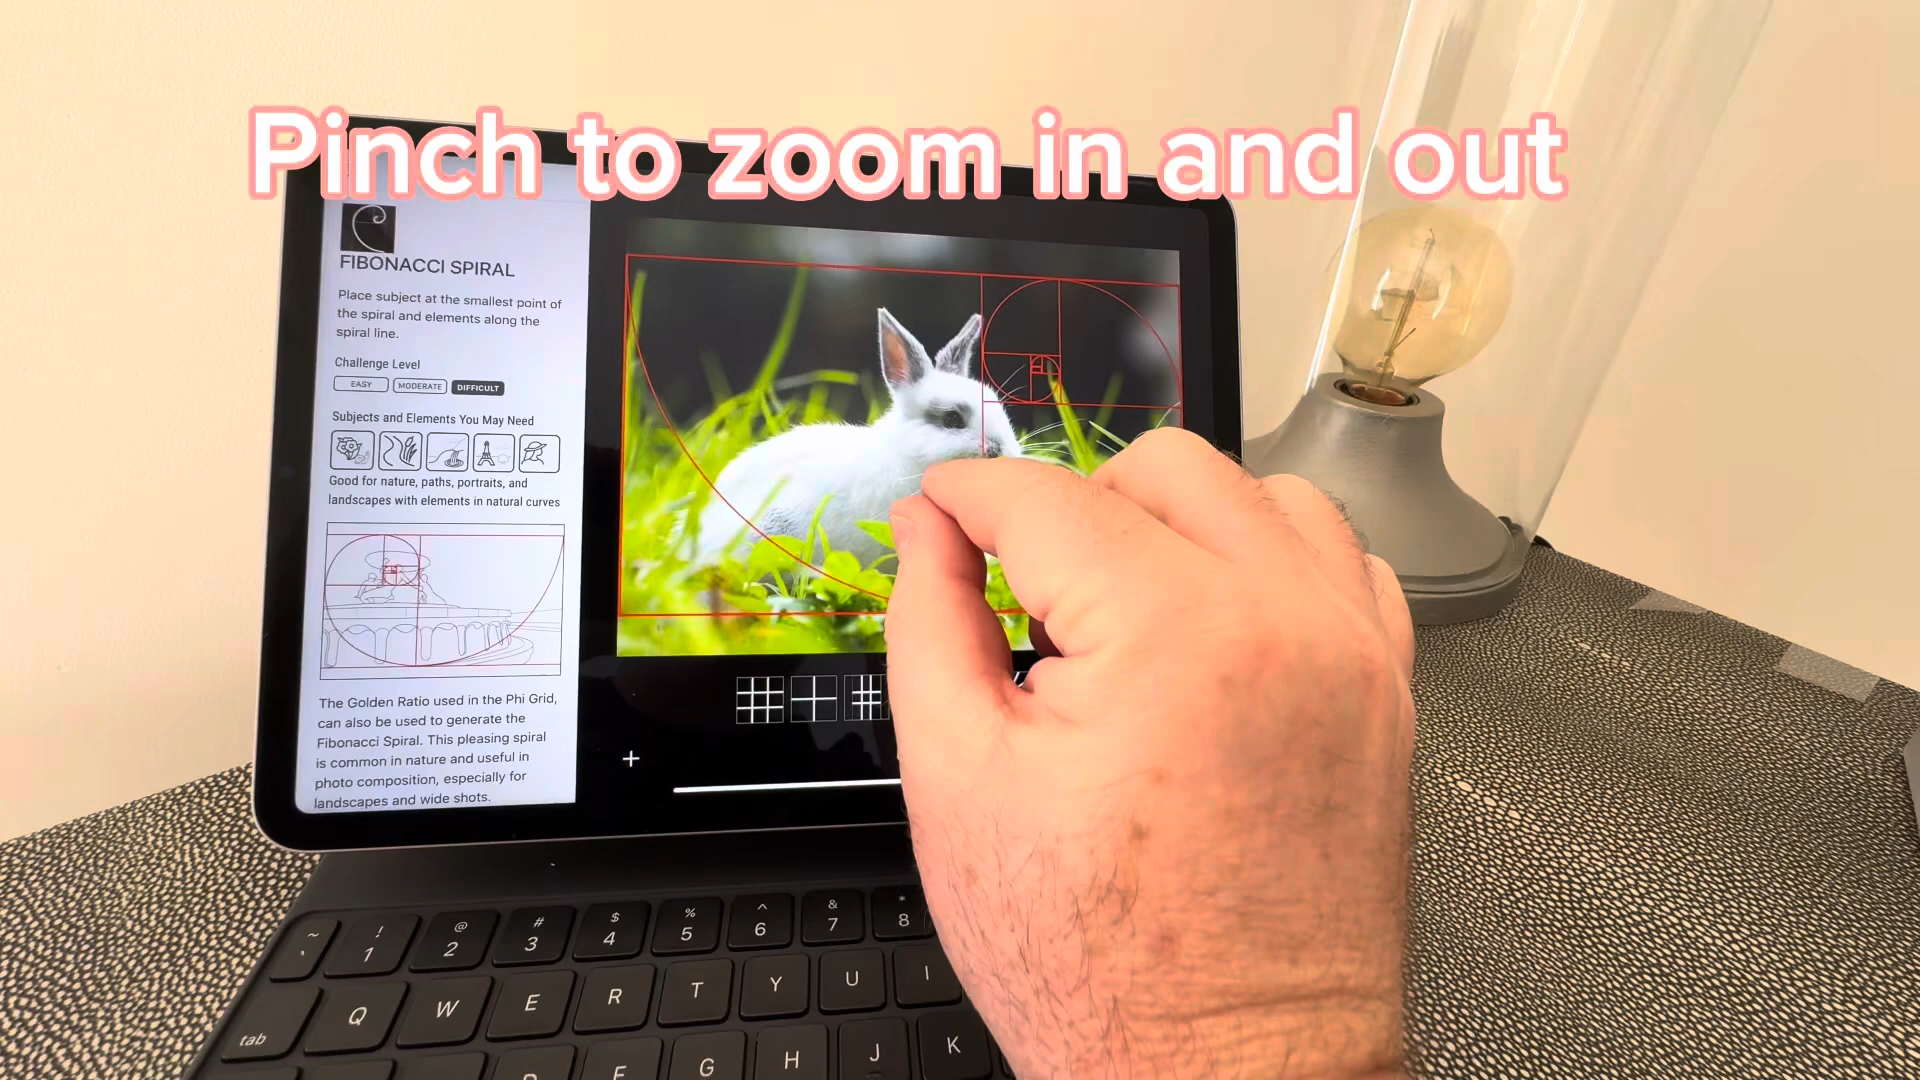 Pinch to zoom in and out
FIBONACCI SPIRAL
Place subject at the smallest point of
the spiral and elements along the
spiral line.
Challenge Level
EASY MODERATE DIFFICULT
Subjects and Elements You May Need
Good for nature, paths, portraits, and
landscapes with elements in natural curves
The Golden Ratio used in the Phi Grid,
can also be used to generate the
Fibonacci Spiral. This pleasing spiral
is common in nature and useful in
photo composition, especially for
landscapes and wide shots.
+
~ ! @ # $ % ^ & *
` 1 2 3 4 5 6 7 8
tab Q W E R T Y U I
F G H J K